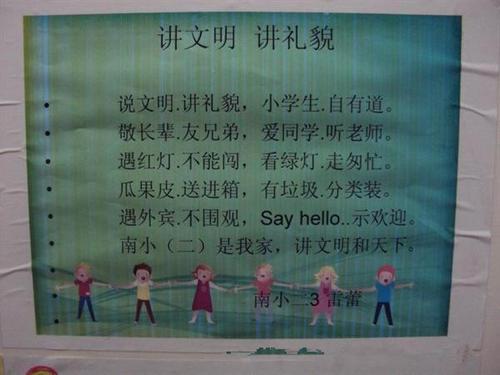 讲文明 讲礼貌
说文明.讲礼貌，小学生.自有道。
敬长辈.友兄弟，爱同学.听老师。
遇红灯.不能闯，看绿灯.走匆忙。
瓜果皮.送进箱，有垃圾.分类装。
遇外宾.不围观，Say hello..示欢迎。
南小（二）是我家，讲文明和天下。
南小二3 雷蕾